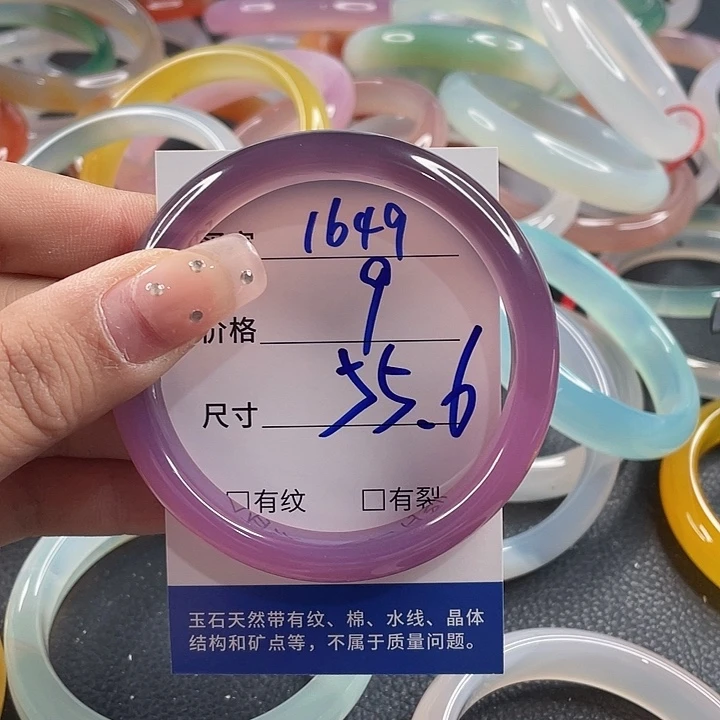 1649
价格 9
尺寸 55.6
□有纹 □有裂
玉石天然带有纹、棉、水线、晶体
结构和矿点等，不属于质量问题。